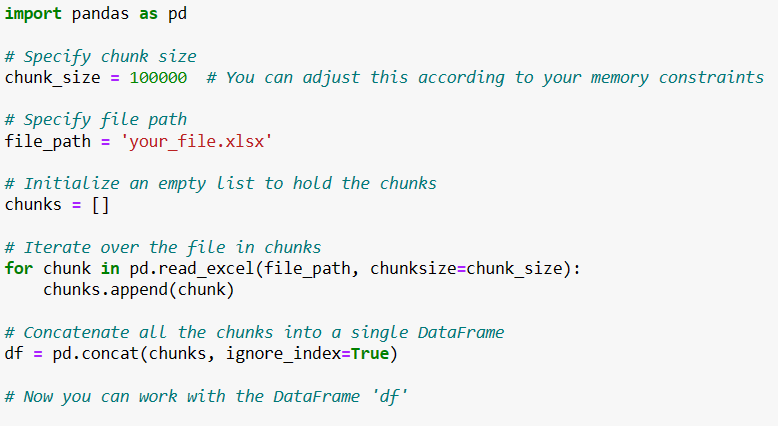 import pandas as pd
# Specify chunk size
chunk_size = 100000  # You can adjust this according to your memory constraints
# Specify file path
file_path = 'your_file.xlsx'
# Initialize an empty list to hold the chunks
chunks = []
# Iterate over the file in chunks
for chunk in pd.read_excel(file_path, chunksize=chunk_size):
    chunks.append(chunk)
# Concatenate all the chunks into a single DataFrame
df = pd.concat(chunks, ignore_index=True)
# Now you can work with the DataFrame 'df'